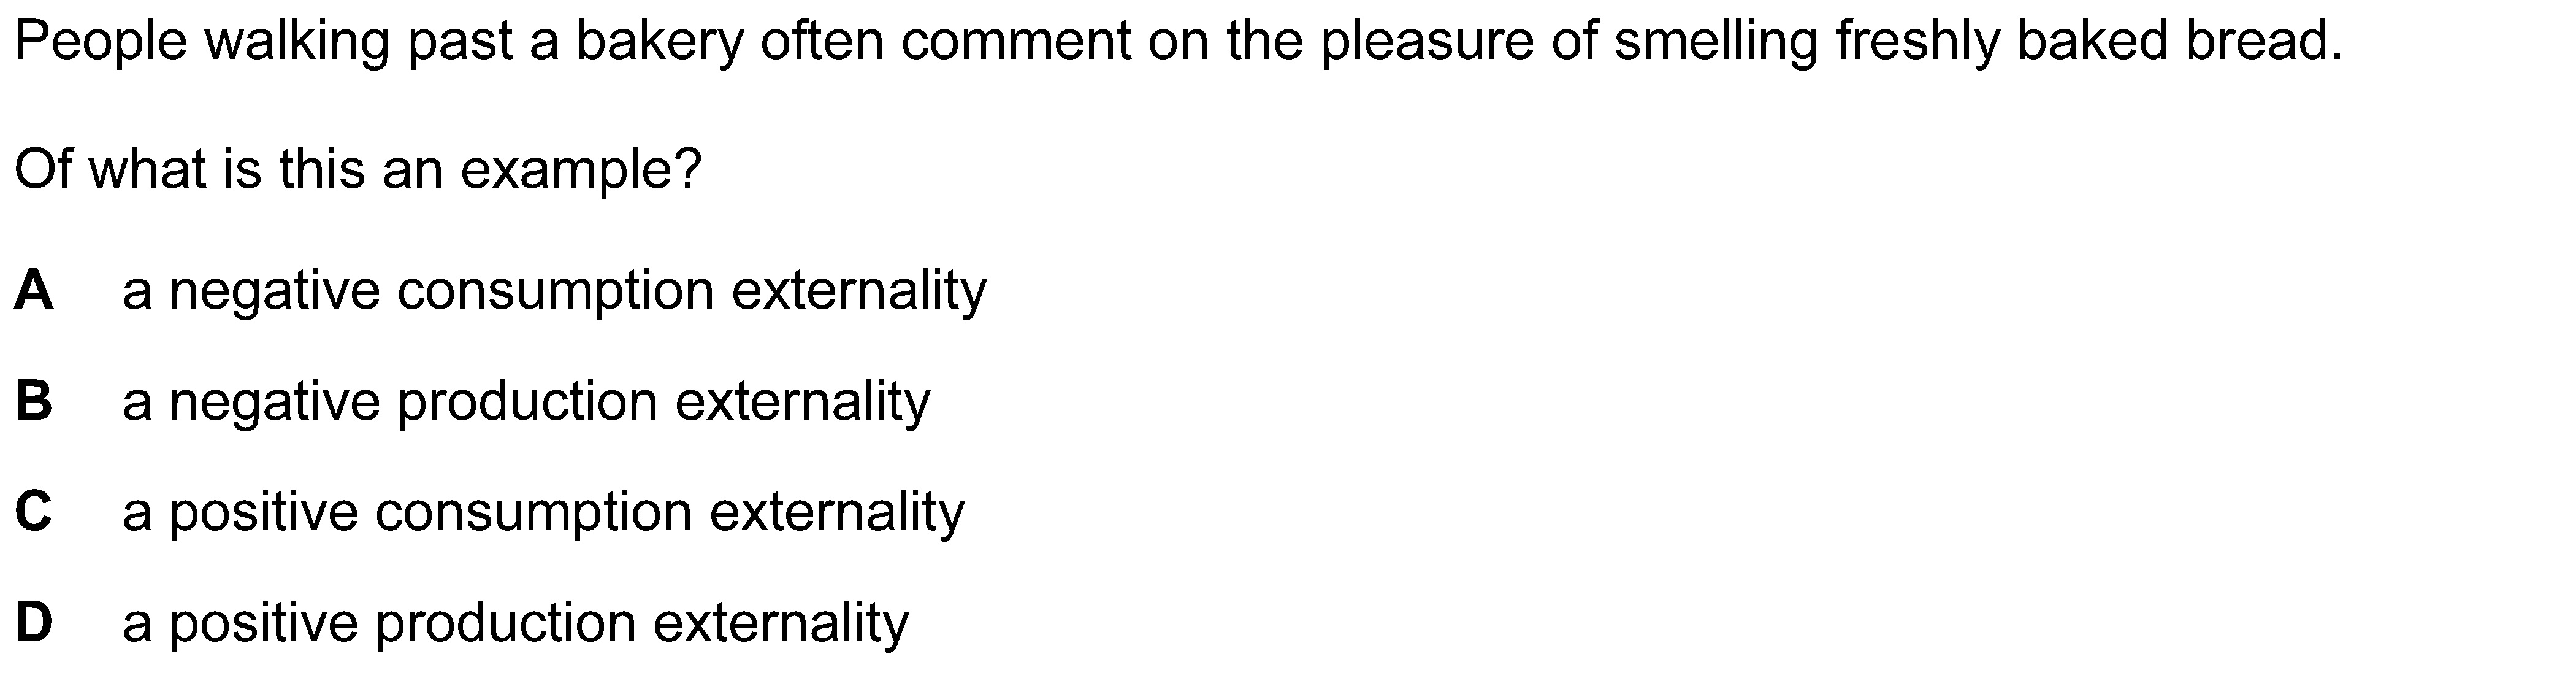 People walking past a bakery often comment on the pleasure of smelling freshly baked bread.
Of what is this an example?
A a negative consumption externality
B a negative production externality
C a positive consumption externality
D a positive production externality